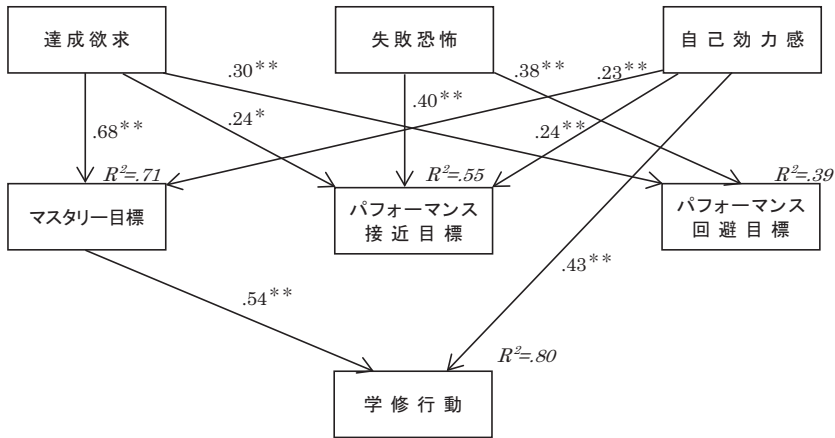 達成欲求
失敗恐怖
自己効力感
.30**
.38**
.23**
.68**
.24*
.40**
.24**
R²=.71
R²=.55
R²=.39
マスタリー目標
パフォーマンス
接近目標
パフォーマンス
回避目標
.54**
.43**
R²=.80
学修行動